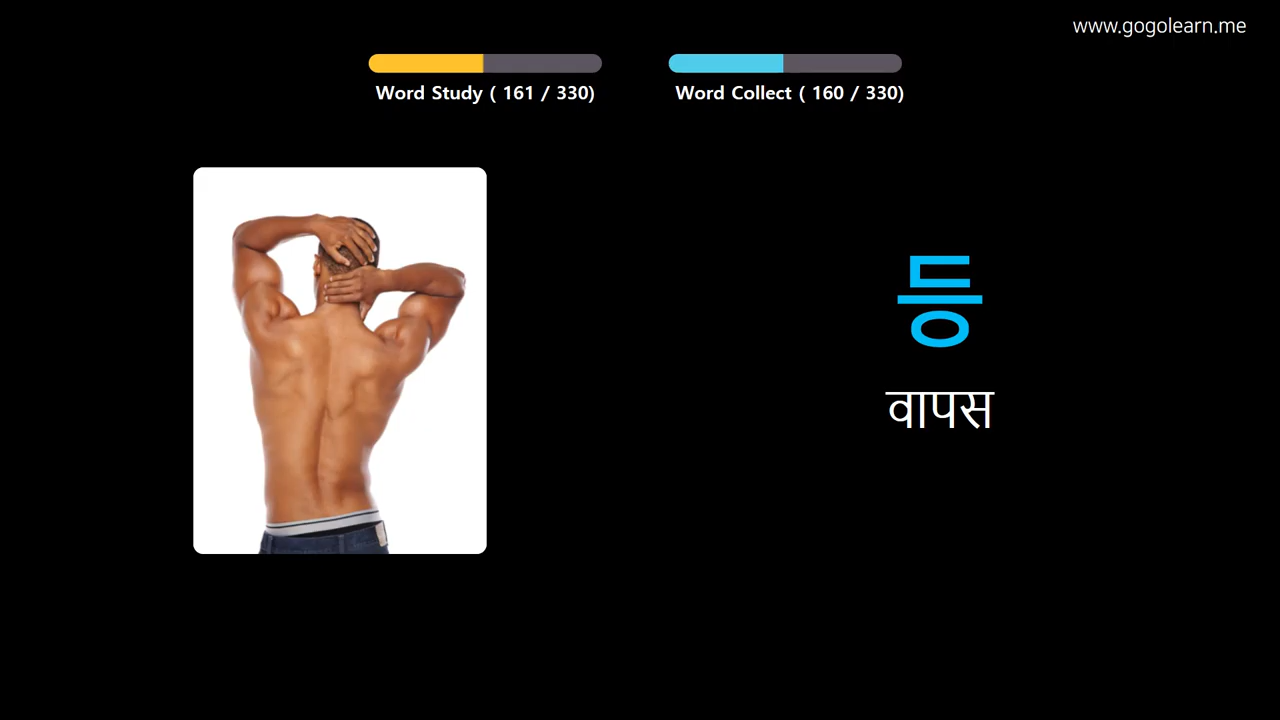 www.gogolearn.me
Word Study ( 161 / 330)
Word Collect ( 160 / 330)
등
वापस